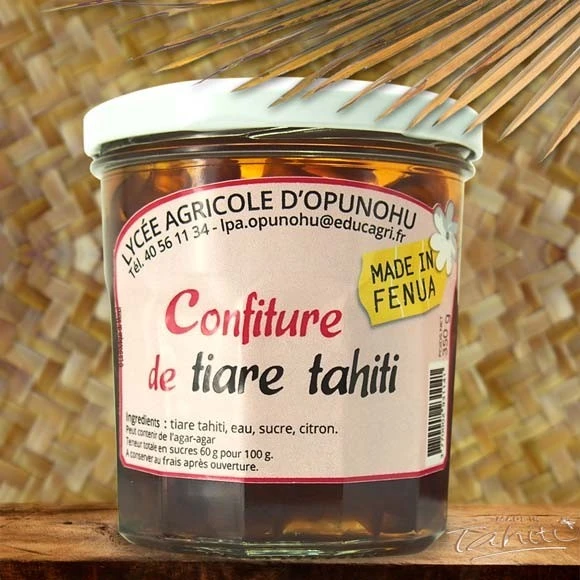 LYCÉE AGRICOLE D'OPUNOHU
Tél. 40 56 11 34 - lpa.opunohu@educagri.fr
MADE IN
FENUA
Confiture
de tiare tahiti
350 g
Ingredients : tiare tahiti, eau, sucre, citron.
Peut contenir de l'agar-agar
Teneur totale en sucres 60 g pour 100 g.
A conserver au frais après ouverture.
Tahiti